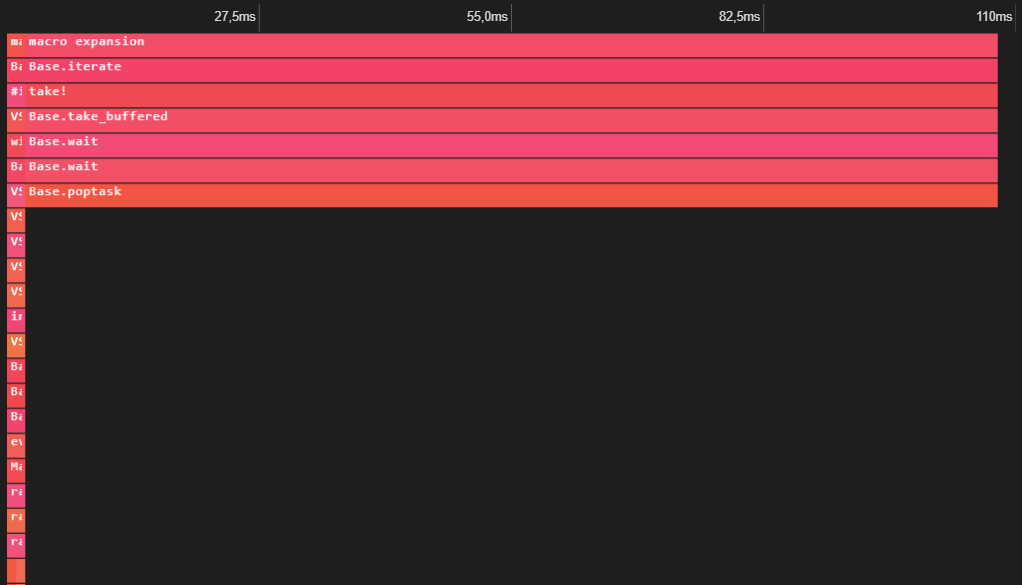 27,5ms 55,0ms 82,5ms 110ms
ma macro expansion
Ba Base.iterate
#i take!
VS Base.take_buffered
wi Base.wait
Ba Base.wait
VS Base.poptask
VS
VS
VS
VS
in
VS
Ba
Ba
Ba
ev
Ma
ra
ra
ra